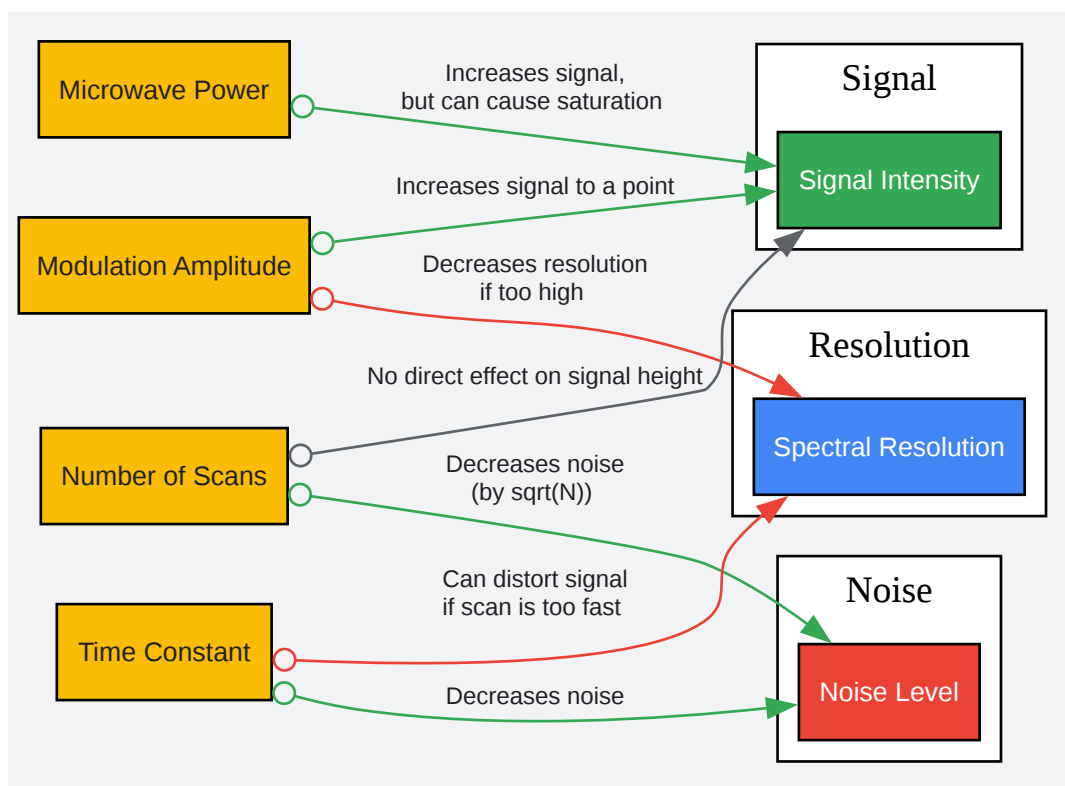 Microwave Power
Increases signal,
but can cause saturation
Signal
Signal Intensity
Increases signal to a point
Modulation Amplitude
Decreases resolution
if too high
Resolution
No direct effect on signal height
Spectral Resolution
Number of Scans
Decreases noise
(by sqrt(N))
Can distort signal
if scan is too fast
Noise
Time Constant
Decreases noise
Noise Level